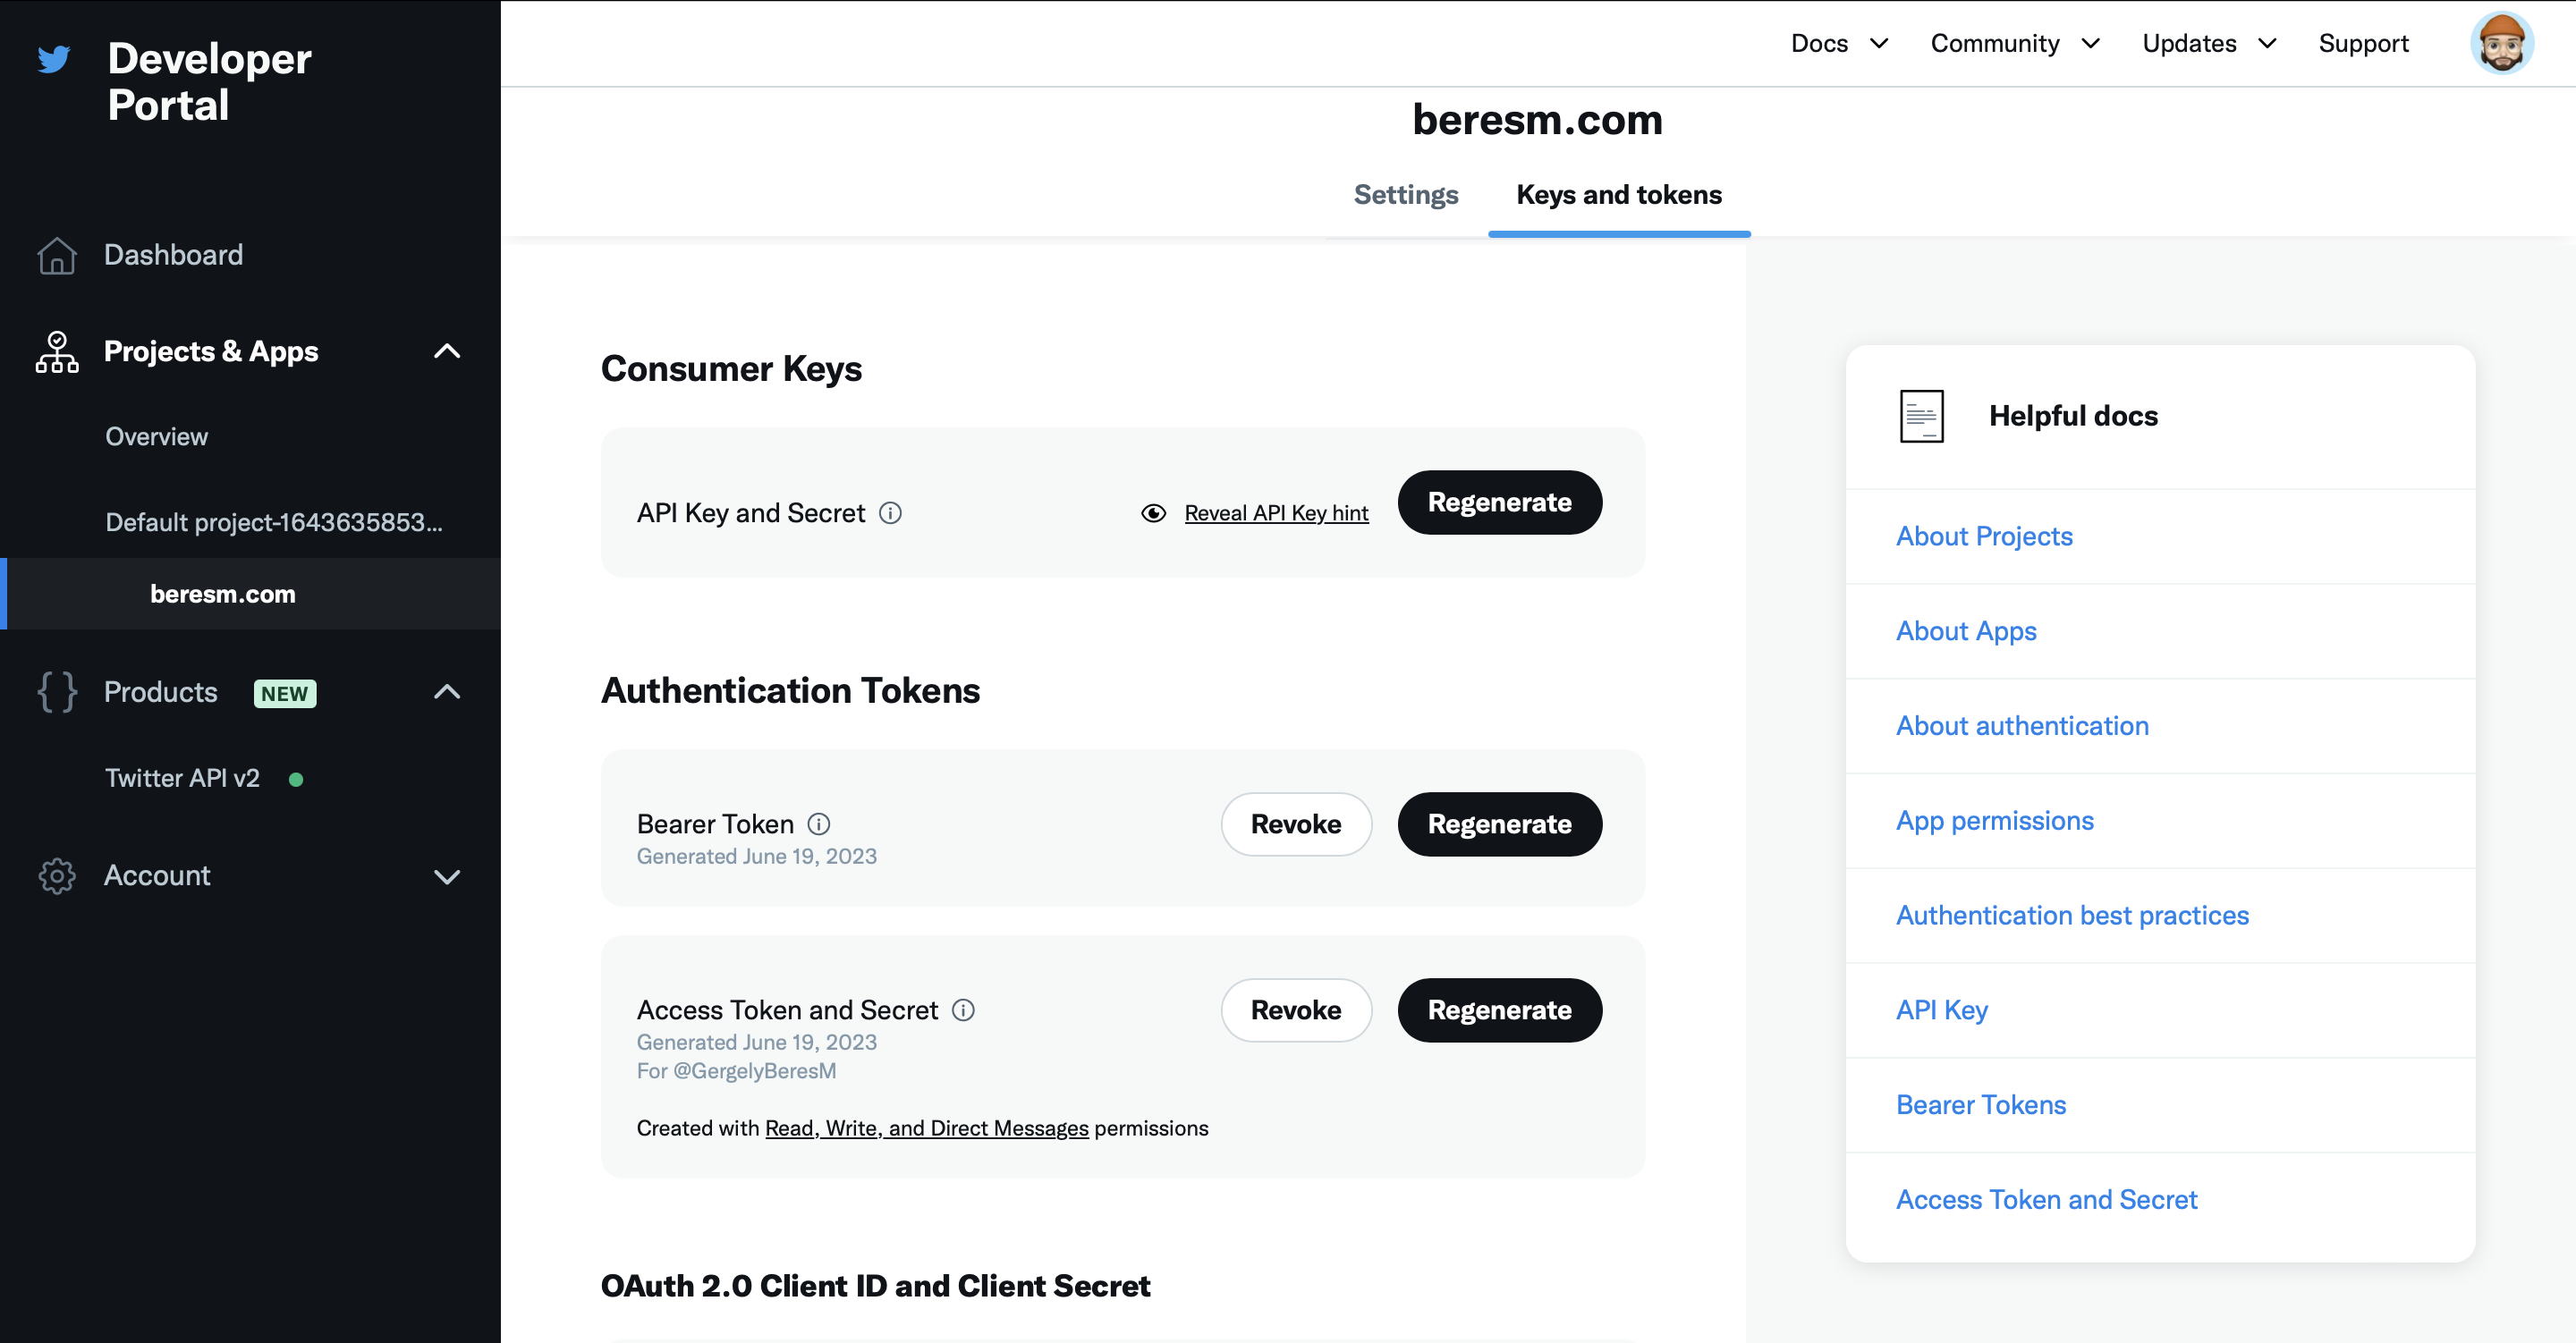 Developer
Portal
Docs
Community
Updates
Support
beresm.com
Settings
Keys and tokens
Dashboard
Projects & Apps
Overview
Default project-1643635853...
beresm.com
Products
NEW
Twitter API v2
Account
Consumer Keys
API Key and Secret
Reveal API Key hint
Regenerate
Authentication Tokens
Bearer Token
Generated June 19, 2023
Revoke
Regenerate
Access Token and Secret
Generated June 19, 2023
For @GergelyBeresM
Revoke
Regenerate
Created with Read, Write, and Direct Messages permissions
OAuth 2.0 Client ID and Client Secret
Helpful docs
About Projects
About Apps
About authentication
App permissions
Authentication best practices
API Key
Bearer Tokens
Access Token and Secret